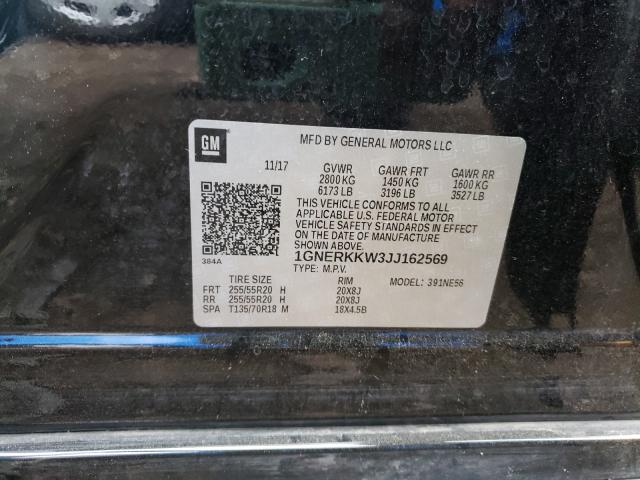 GM
MFD BY GENERAL MOTORS LLC
11/17 GVWR GAWR FRT GAWR RR
2800 KG 1450 KG 1600 KG
6173 LB 3196 LB 3527 LB
THIS VEHICLE CONFORMS TO ALL
APPLICABLE U.S. FEDERAL MOTOR
VEHICLE SAFETY STANDARDS IN EFFECT
ON THE DATE OF MANUFACTURE
SHOWN ABOVE.
1GNERKKW3JJ162569
384A
TYPE: M.P.V.
TIRE SIZE RIM MODEL: 391NE56
FRT 255/55R20 H 20X8J
RR 255/55R20 H 20X8J
SPA T135/70R18 M 18X4.5B